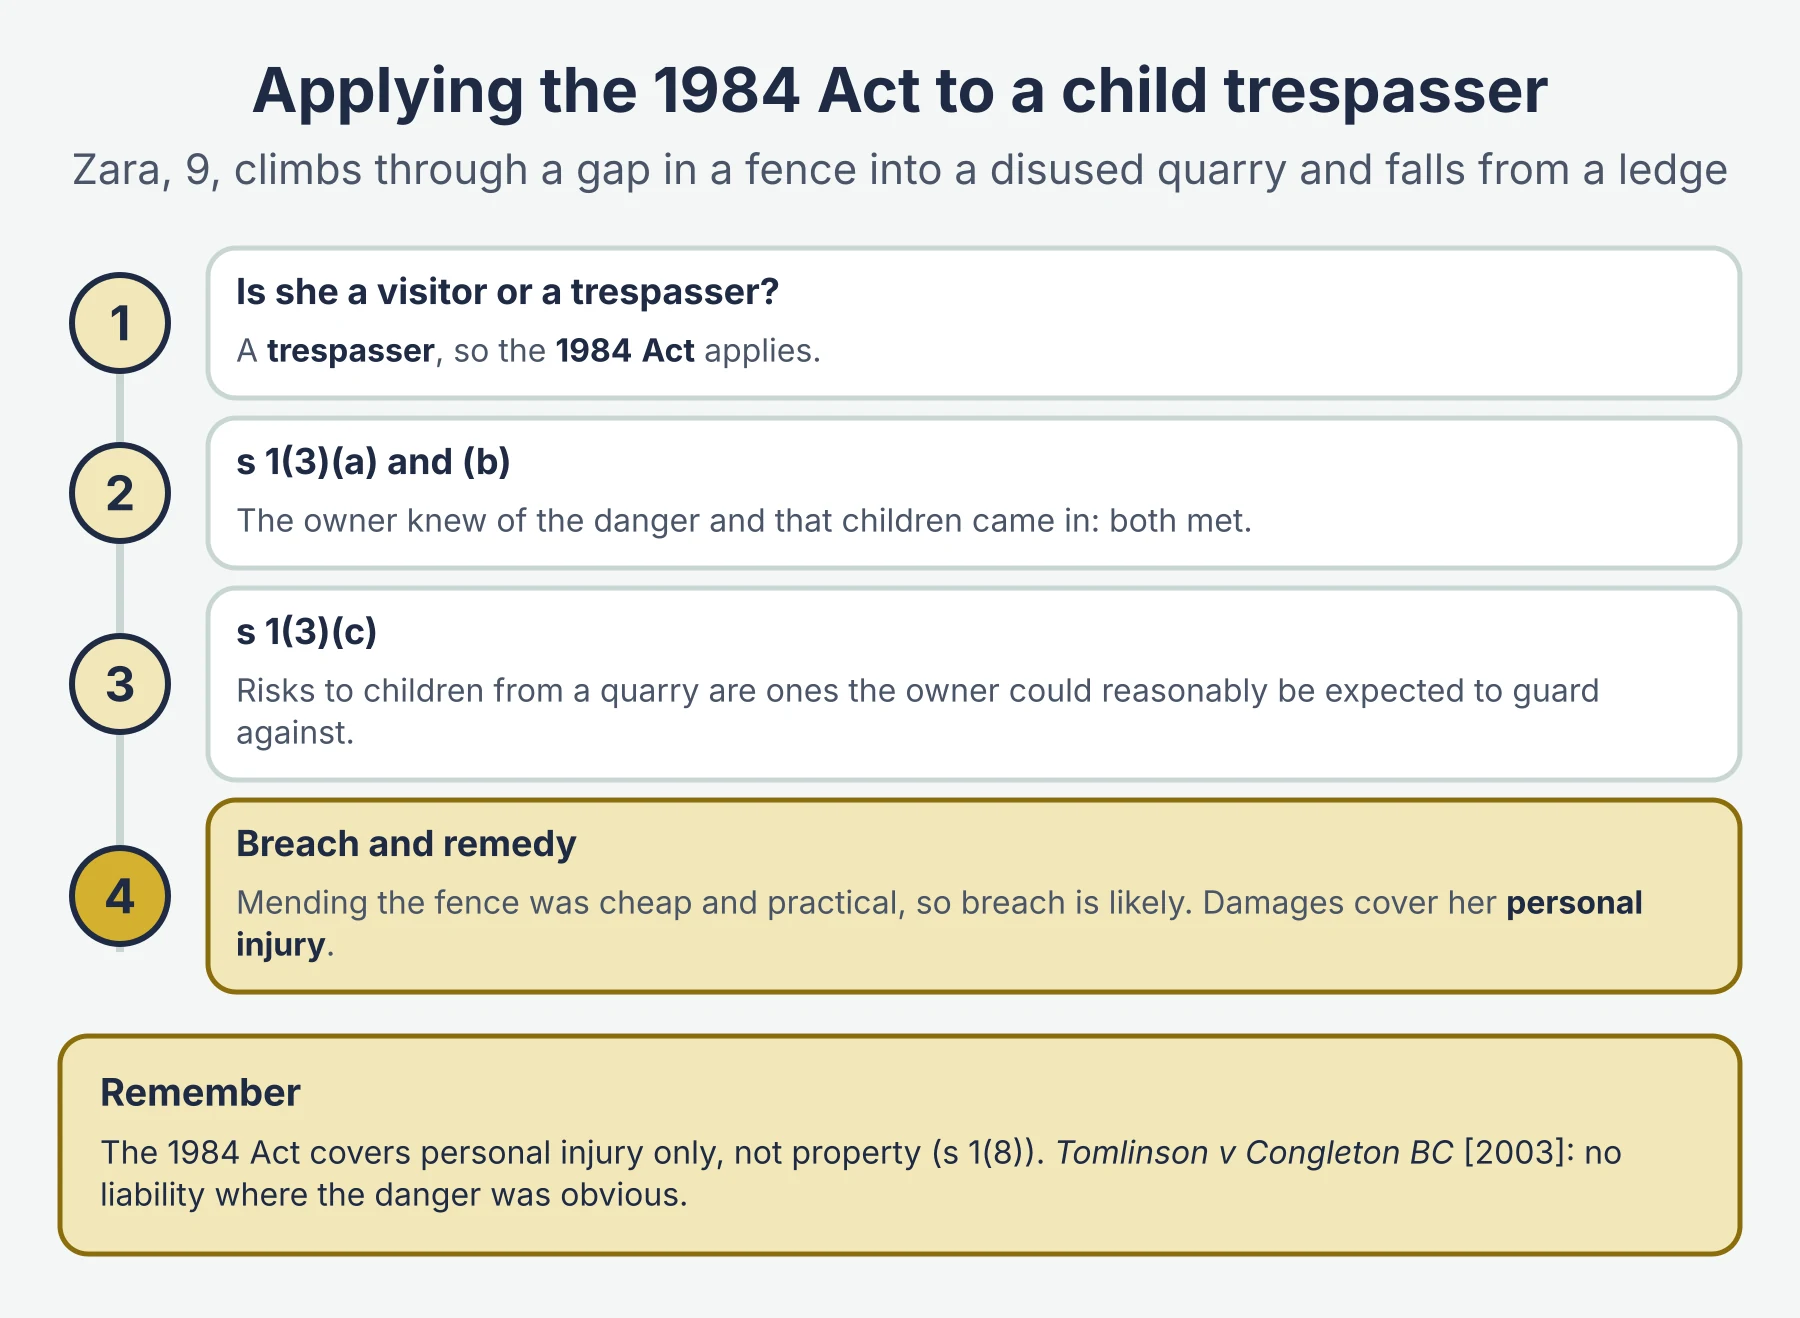 Applying the 1984 Act to a child trespasser
Zara, 9, climbs through a gap in a fence into a disused quarry and falls from a ledge
1
Is she a visitor or a trespasser?
A trespasser, so the 1984 Act applies.
2
s 1(3)(a) and (b)
The owner knew of the danger and that children came in: both met.
3
s 1(3)(c)
Risks to children from a quarry are ones the owner could reasonably be expected to guard
against.
4
Breach and remedy
Mending the fence was cheap and practical, so breach is likely. Damages cover her personal
injury.
Remember
The 1984 Act covers personal injury only, not property (s 1(8)). Tomlinson v Congleton BC [2003]: no
liability where the danger was obvious.